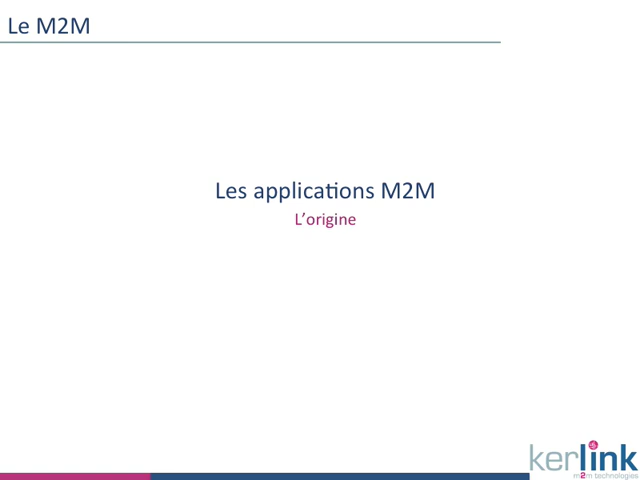 Le M2M
Les applications M2M
L’origine
kerlink
m2m technologies